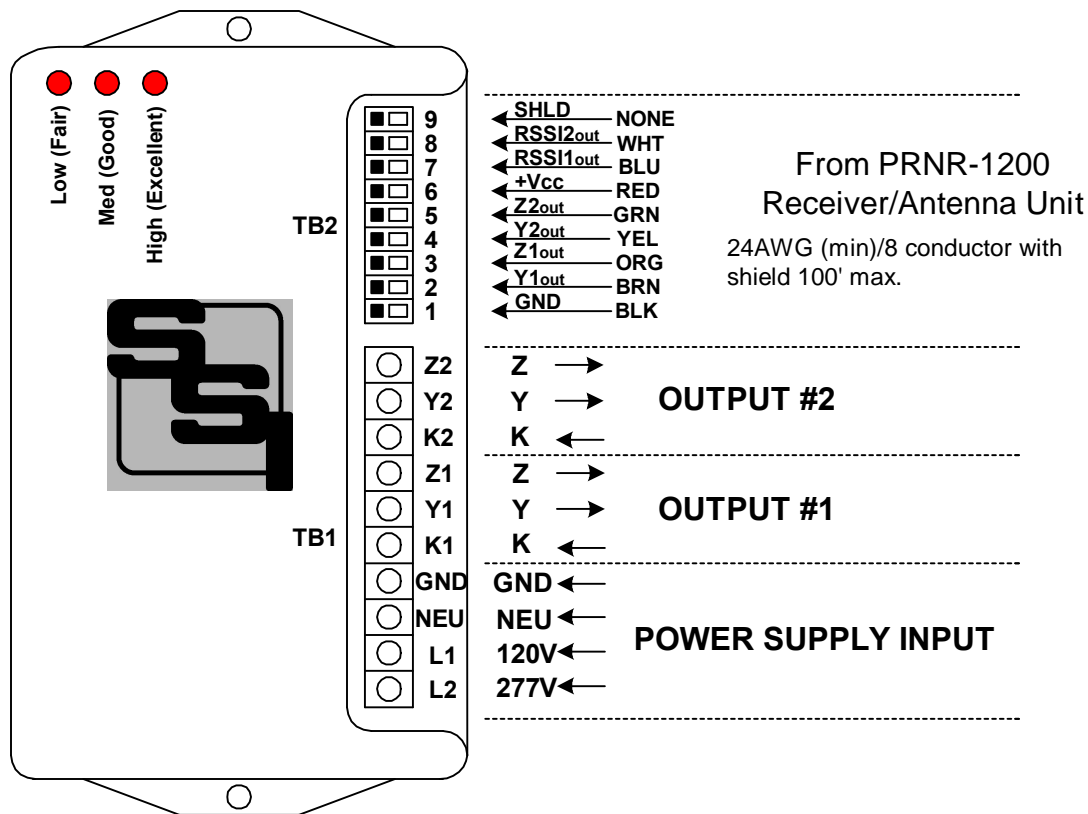 Low (Fair)
Med (Good)
High (Excellent)
TB2
9 SHLD NONE
8 RSSI2out WHT
7 RSSI1out BLU
6 +Vcc RED
5 Z2out GRN
4 Y2out YEL
3 Z1out ORG
2 Y1out BRN
1 GND BLK
From PRNR-1200
Receiver/Antenna Unit
24AWG (min)/8 conductor with
shield 100' max.
SSI
Z2 Z
Y2 Y
K2 K
OUTPUT #2
TB1
Z1 Z
Y1 Y
K1 K
OUTPUT #1
GND GND
NEU NEU
L1 120V
L2 277V
POWER SUPPLY INPUT